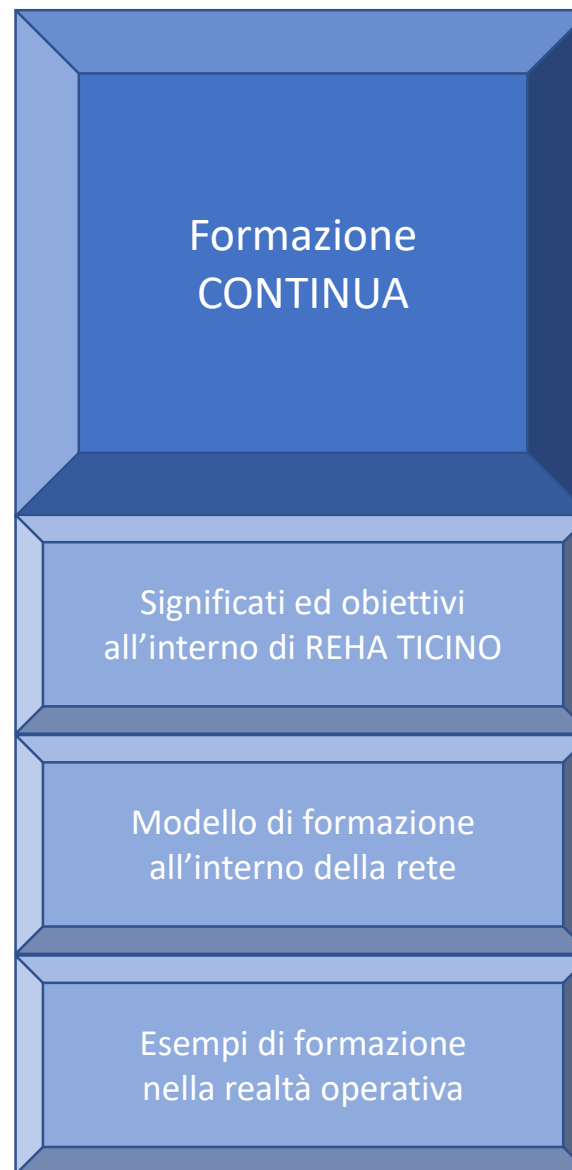 Formazione
CONTINUA
Significati ed obiettivi
all’interno di REHA TICINO
Modello di formazione
all’interno della rete
Esempi di formazione
nella realtà operativa